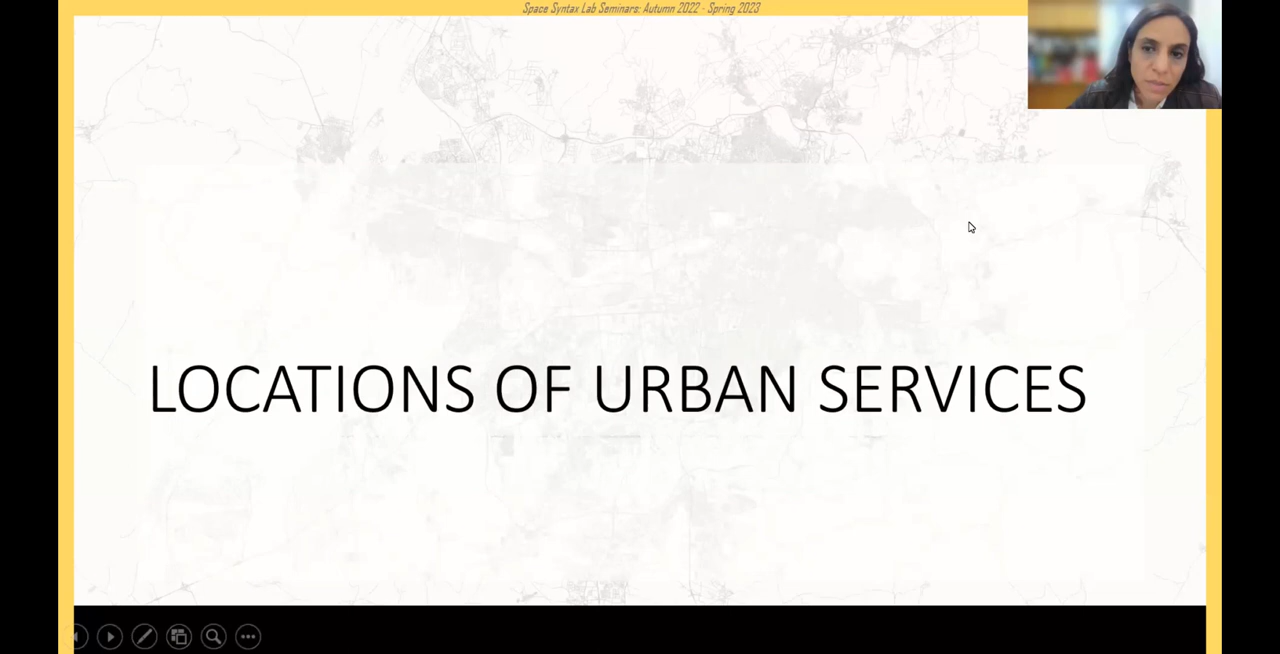 Space Syntax Lab Seminars: Autumn 2022 - Spring 2023
LOCATIONS OF URBAN SERVICES